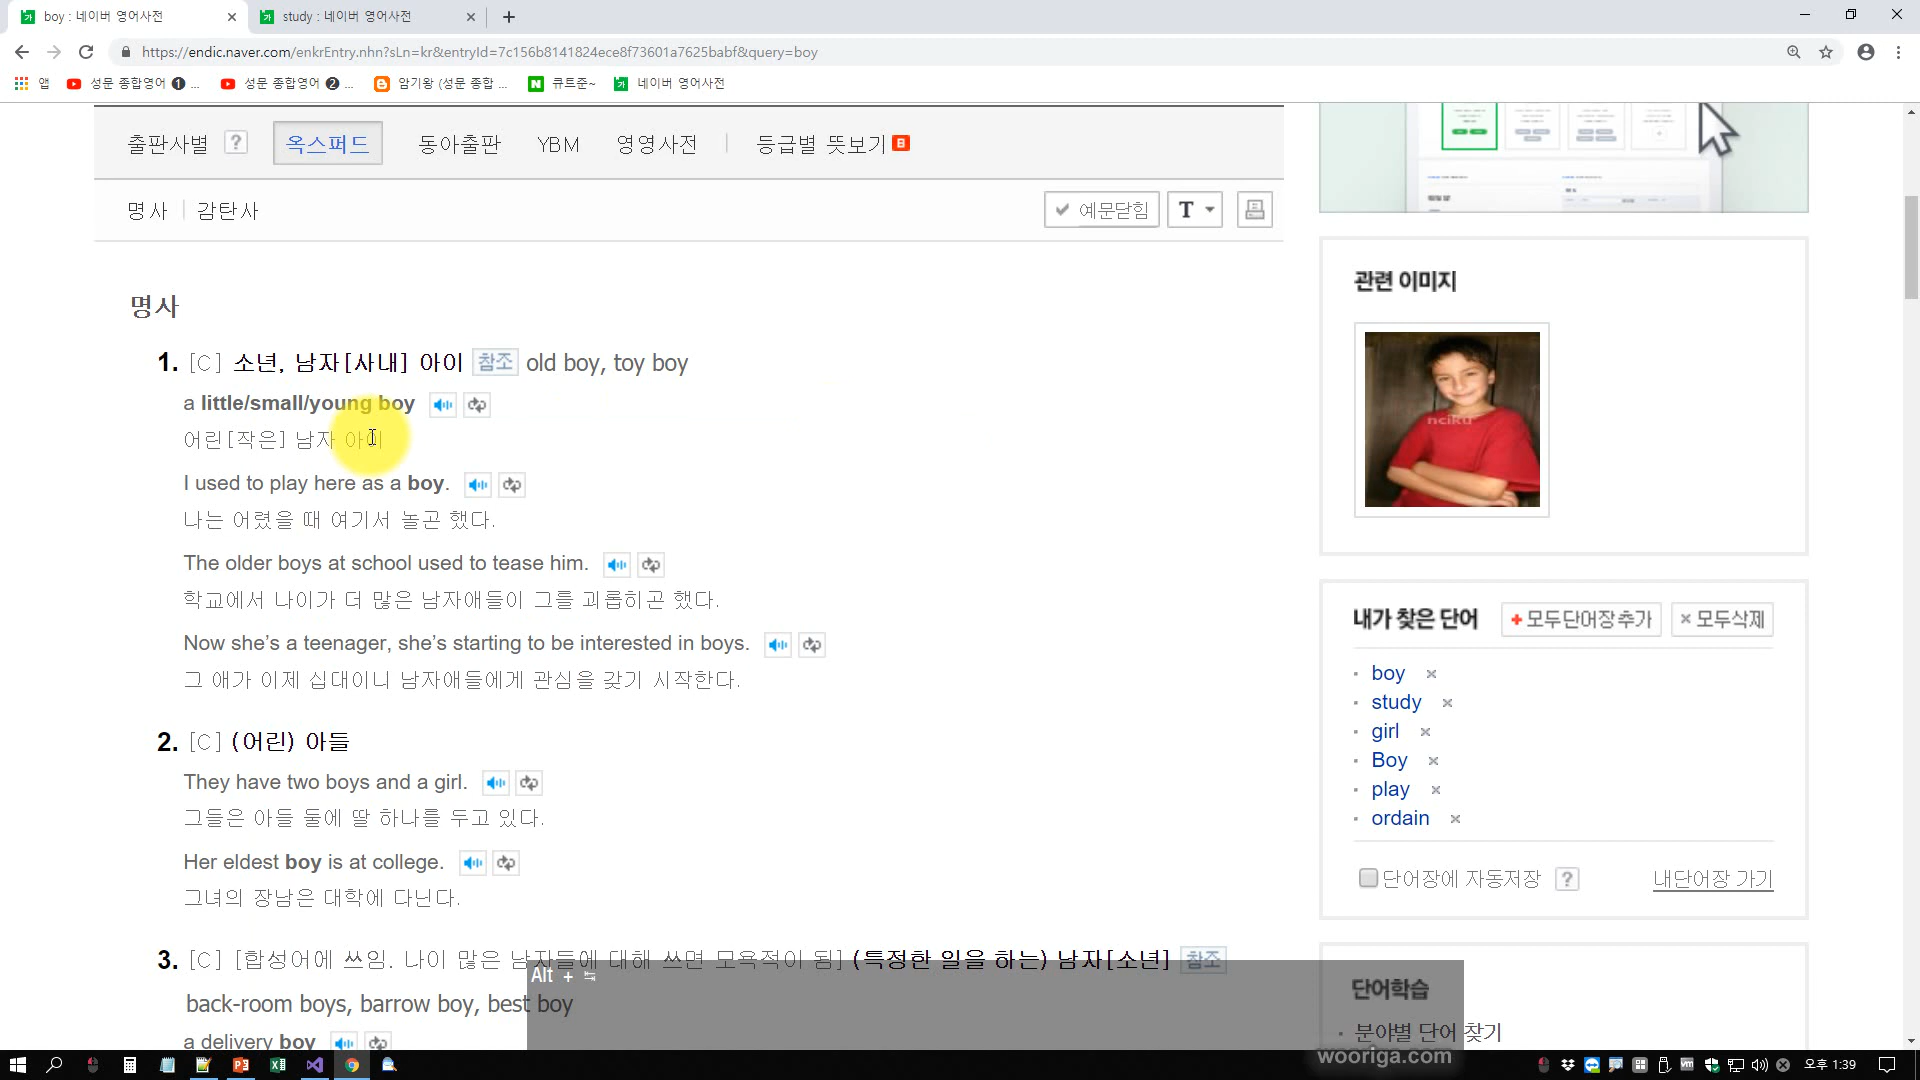 boy : 네이버 영어사전
study : 네이버 영어사전
https://endic.naver.com/enkrEntry.nhn?sLn=kr&entryId=7c156b8141824ece8f73601a7625babf&query=boy
앱
성문 종합영어 ❶ ...
성문 종합영어 ❷ ...
암기왕 (성문 종합 ...
큐트준~
네이버 영어사전
출판사별 ?
옥스퍼드
동아출판
YBM
영영사전
등급별 뜻보기
명사
감탄사
예문닫힘
T
명사
1. [C] 소년, 남자[사내] 아이 참조 old boy, toy boy
a little/small/young boy
어린[작은] 남자 아이
I used to play here as a boy.
나는 어렸을 때 여기서 놀곤 했다.
The older boys at school used to tease him.
학교에서 나이가 더 많은 남자애들이 그를 괴롭히곤 했다.
Now she's a teenager, she's starting to be interested in boys.
그 애가 이제 십대이니 남자애들에게 관심을 갖기 시작한다.
2. [C] (어린) 아들
They have two boys and a girl.
그들은 아들 둘에 딸 하나를 두고 있다.
Her eldest boy is at college.
그녀의 장남은 대학에 다닌다.
3. [C] [합성어에 쓰임. 나이 많은 남자들에 대해 쓰면 모욕적이 됨] (특정한 일을 하는) 남자[소년] 참조
back-room boys, barrow boy, best boy
a delivery boy
Alt +
관련 이미지
nciku
내가 찾은 단어
모두단어장추가
모두삭제
boy
study
girl
Boy
play
ordain
단어장에 자동저장 ?
내단어장 가기
단어학습
분야별 단어 찾기
wooriga.com
오후 1:39